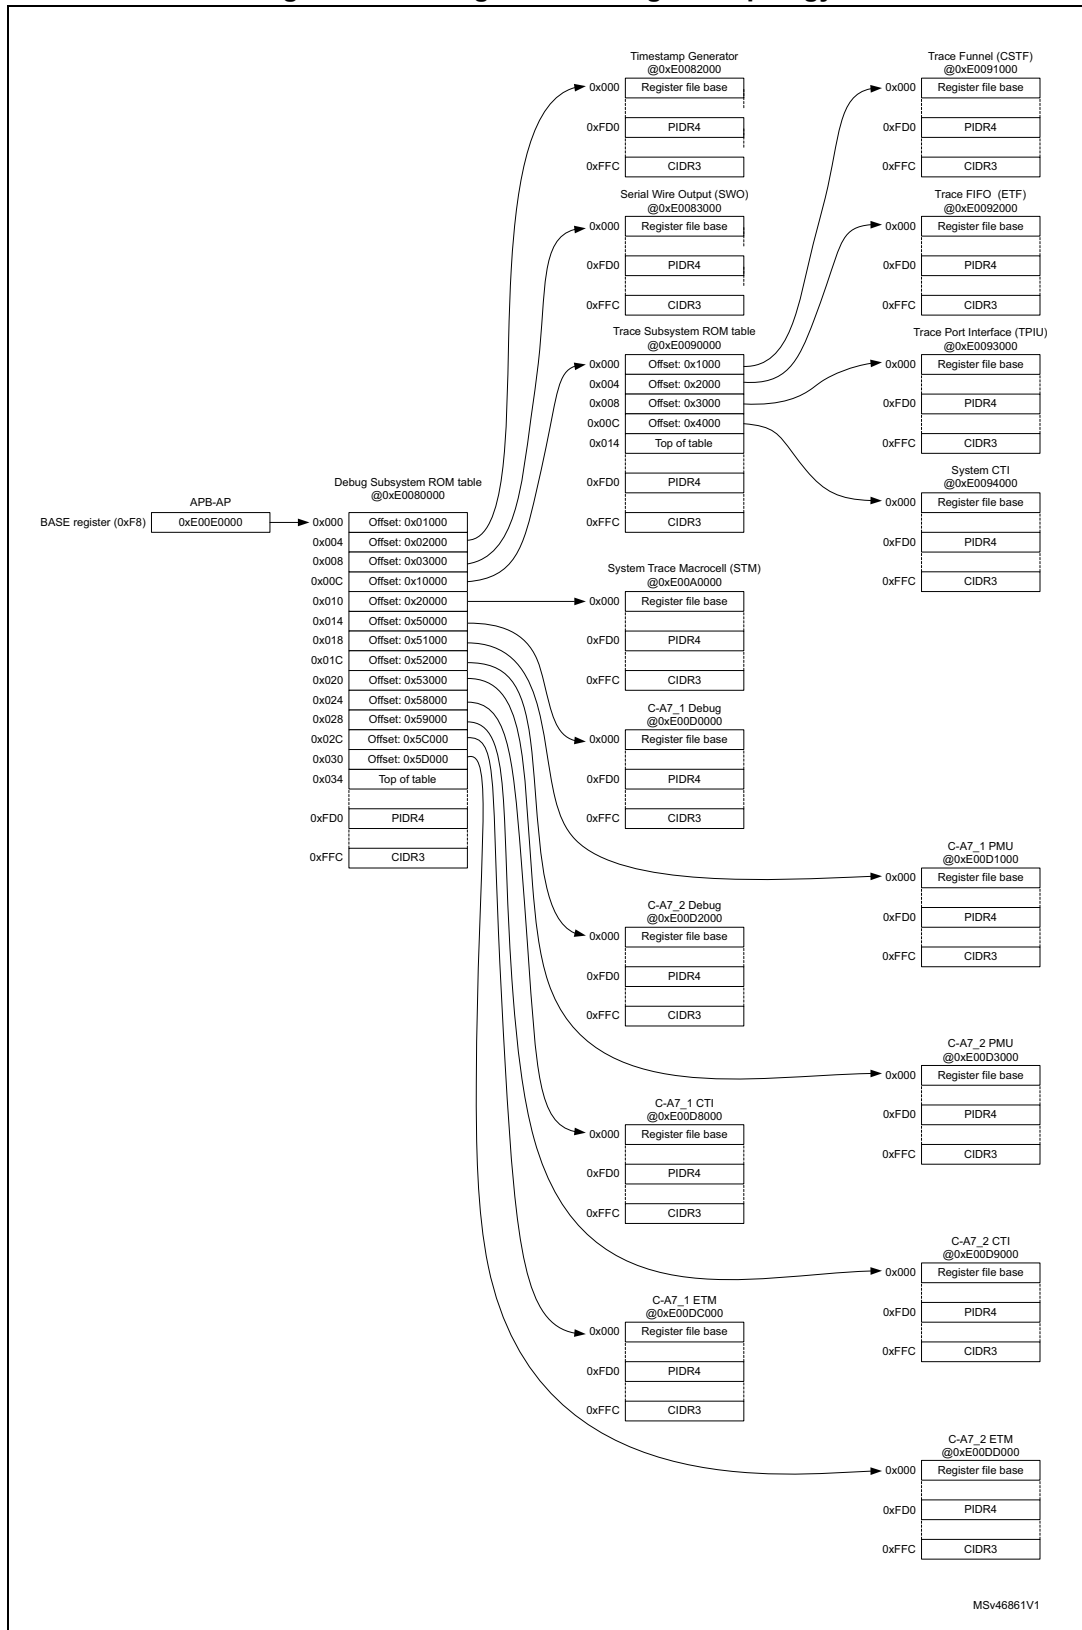 Timestamp Generator
@0xE0082000
0x000 Register file base
0xFD0 PIDR4
0xFFC CIDR3
Trace Funnel (CSTF)
@0xE0091000
0x000 Register file base
0xFD0 PIDR4
0xFFC CIDR3
Serial Wire Output (SWO)
@0xE0083000
0x000 Register file base
0xFD0 PIDR4
0xFFC CIDR3
Trace FIFO (ETF)
@0xE0092000
0x000 Register file base
0xFD0 PIDR4
0xFFC CIDR3
Trace Subsystem ROM table
@0xE0090000
0x000 Offset: 0x1000
0x004 Offset: 0x2000
0x008 Offset: 0x3000
0x00C Offset: 0x4000
0x014 Top of table
0xFD0 PIDR4
0xFFC CIDR3
Trace Port Interface (TPIU)
@0xE0093000
0x000 Register file base
0xFD0 PIDR4
0xFFC CIDR3
System CTI
@0xE0094000
0x000 Register file base
0xFD0 PIDR4
0xFFC CIDR3
APB-AP
BASE register (0xF8) 0xE00E0000
Debug Subsystem ROM table
@0xE0080000
0x000 Offset: 0x01000
0x004 Offset: 0x02000
0x008 Offset: 0x03000
0x00C Offset: 0x10000
0x010 Offset: 0x20000
0x014 Offset: 0x50000
0x018 Offset: 0x51000
0x01C Offset: 0x52000
0x020 Offset: 0x53000
0x024 Offset: 0x58000
0x028 Offset: 0x59000
0x02C Offset: 0x5C000
0x030 Offset: 0x5D000
0x034 Top of table
0xFD0 PIDR4
0xFFC CIDR3
System Trace Macrocell (STM)
@0xE00A0000
0x000 Register file base
0xFD0 PIDR4
0xFFC CIDR3
C-A7_1 Debug
@0xE00D0000
0x000 Register file base
0xFD0 PIDR4
0xFFC CIDR3
C-A7_1 PMU
@0xE00D1000
0x000 Register file base
0xFD0 PIDR4
0xFFC CIDR3
C-A7_2 Debug
@0xE00D2000
0x000 Register file base
0xFD0 PIDR4
0xFFC CIDR3
C-A7_2 PMU
@0xE00D3000
0x000 Register file base
0xFD0 PIDR4
0xFFC CIDR3
C-A7_1 CTI
@0xE00D8000
0x000 Register file base
0xFD0 PIDR4
0xFFC CIDR3
C-A7_2 CTI
@0xE00D9000
0x000 Register file base
0xFD0 PIDR4
0xFFC CIDR3
C-A7_1 ETM
@0xE00DC000
0x000 Register file base
0xFD0 PIDR4
0xFFC CIDR3
C-A7_2 ETM
@0xE00DD000
0x000 Register file base
0xFD0 PIDR4
0xFFC CIDR3
MSv46861V1